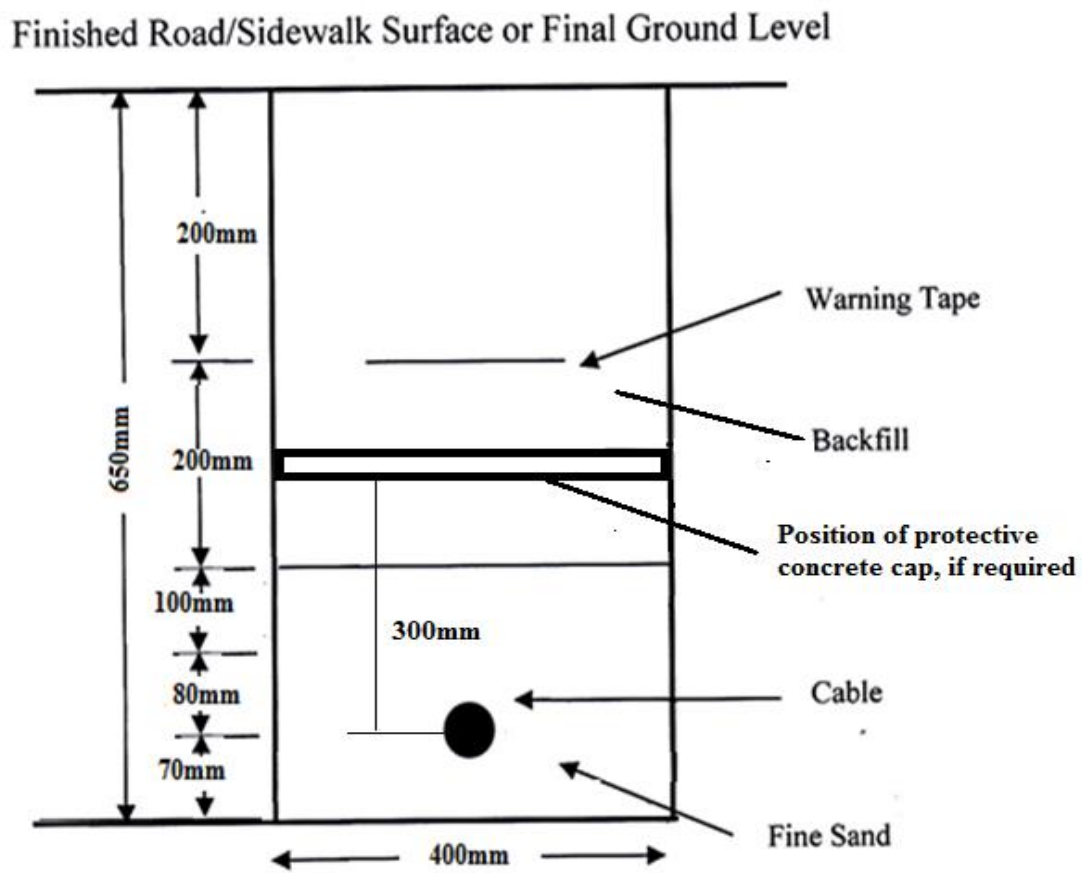 Finished Road/Sidewalk Surface or Final Ground Level
200mm
Warning Tape
650mm
Backfill
200mm
Position of protective
concrete cap, if required
100mm
300mm
80mm
Cable
70mm
Fine Sand
400mm